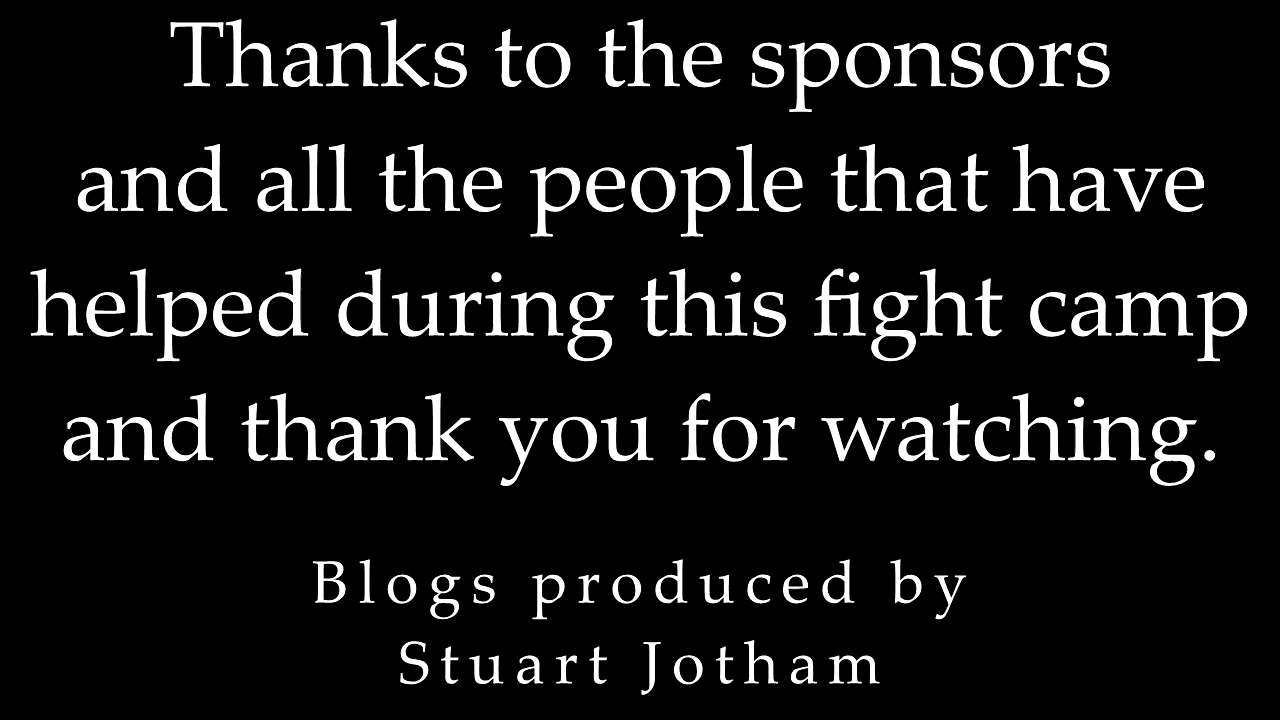 Thanks to the sponsors
and all the people that have
helped during this fight camp
and thank you for watching.
Blogs produced by
Stuart Jotham